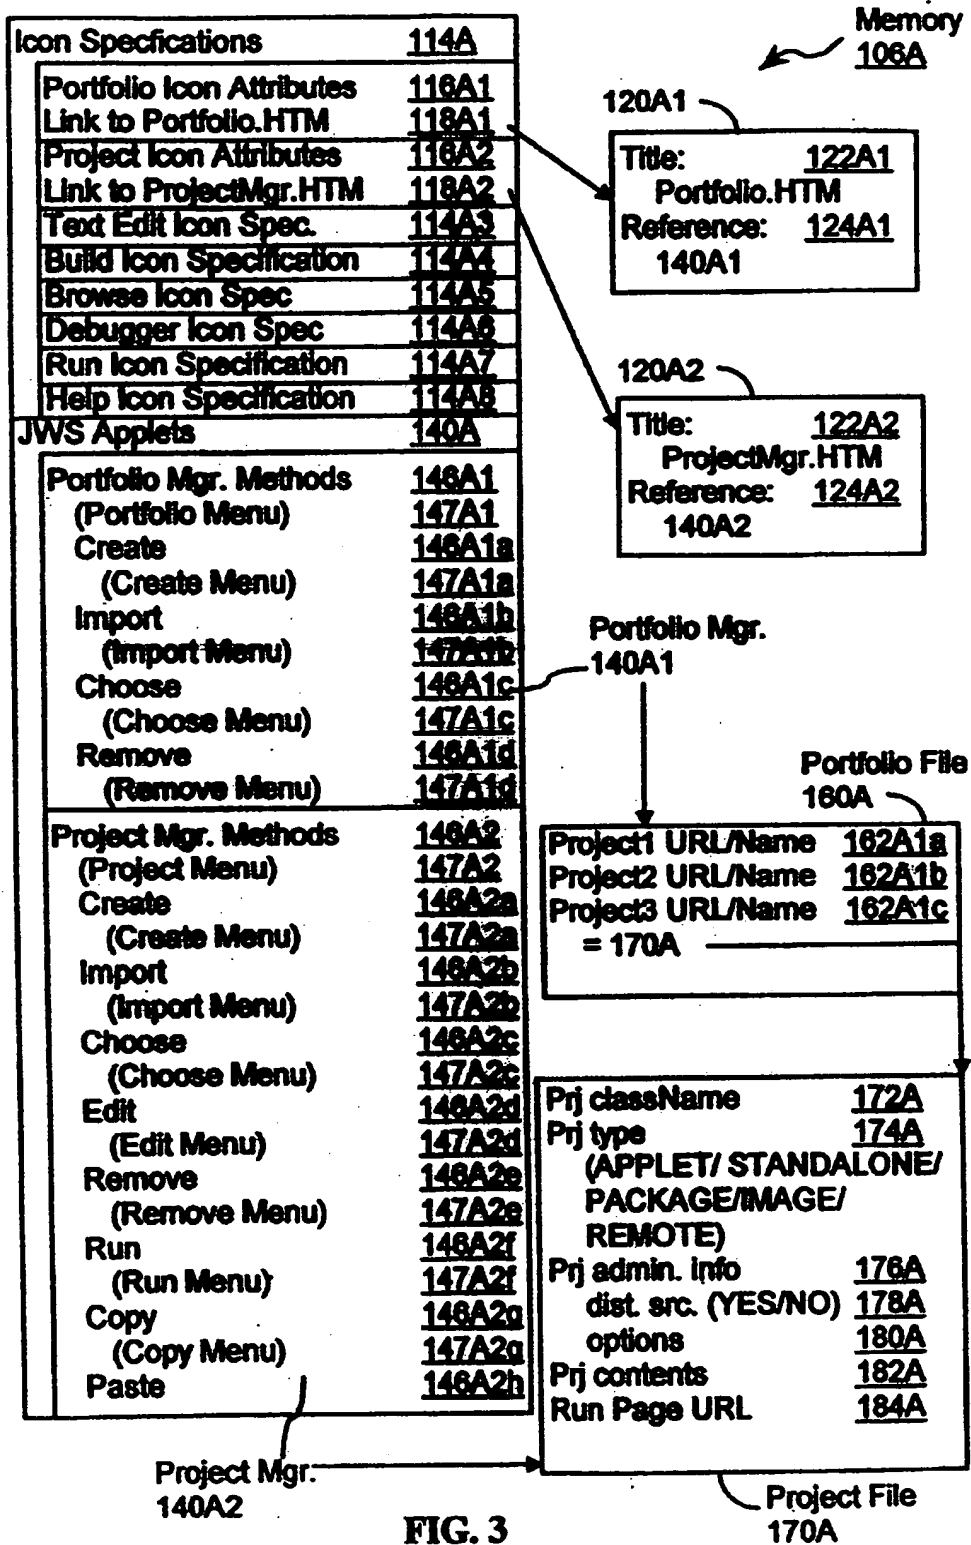 Memory
106A
Icon Specfications 114A
Portfolio Icon Attributes 116A1
Link to Portfolio.HTM 118A1
Project Icon Attributes 116A2
Link to ProjectMgr.HTM 118A2
Text Edit Icon Spec. 114A3
Build Icon Specification 114A4
Browse Icon Spec 114A5
Debugger Icon Spec 114A6
Run Icon Specification 114A7
Help Icon Specification 114A8
JWS Applets 140A
Portfolio Mgr. Methods 146A1
(Portfolio Menu) 147A1
Create 146A1a
(Create Menu) 147A1a
Import 146A1b
(Import Menu) 147A1b
Choose 146A1c
(Choose Menu) 147A1c
Remove 146A1d
(Remove Menu) 147A1d
Project Mgr. Methods 146A2
(Project Menu) 147A2
Create 146A2a
(Create Menu) 147A2a
Import 146A2b
(Import Menu) 147A2b
Choose 146A2c
(Choose Menu) 147A2c
Edit 146A2d
(Edit Menu) 147A2d
Remove 146A2e
(Remove Menu) 147A2e
Run 146A2f
(Run Menu) 147A2f
Copy 146A2g
(Copy Menu) 147A2g
Paste 146A2h
120A1
Title: 122A1
Portfolio.HTM
Reference: 124A1
140A1
120A2
Title: 122A2
ProjectMgr.HTM
Reference: 124A2
140A2
Portfolio Mgr.
140A1
Portfolio File
160A
Project1 URL/Name 162A1a
Project2 URL/Name 162A1b
Project3 URL/Name 162A1c
= 170A
Prj className 172A
Prj type 174A
(APPLET/ STANDALONE/
PACKAGE/IMAGE/
REMOTE)
Prj admin. info 176A
dist. src. (YES/NO) 178A
options 180A
Prj contents 182A
Run Page URL 184A
Project Mgr.
140A2
Project File
170A
FIG. 3